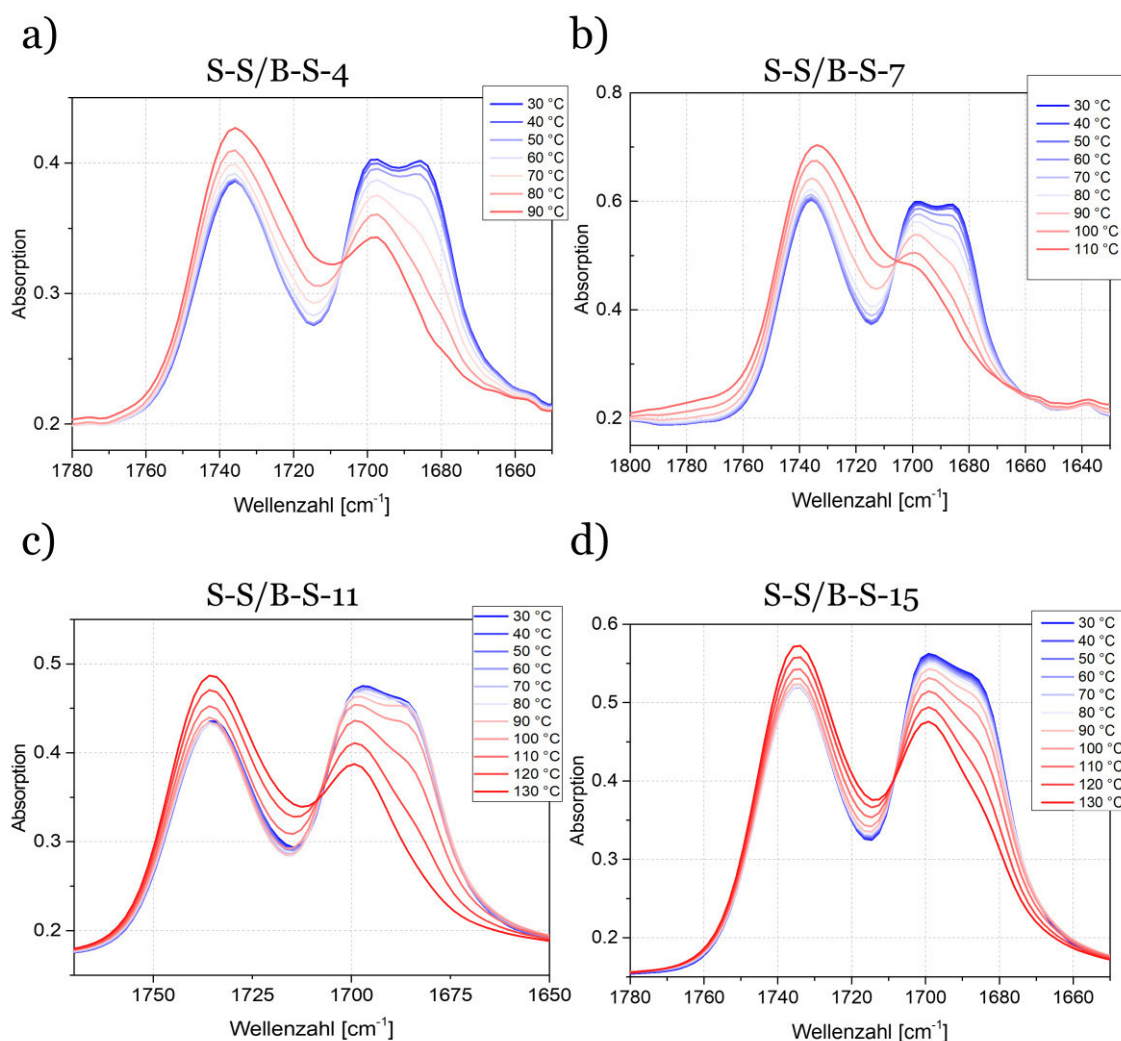 a)
S-S/B-S-4
30 °C
40 °C
50 °C
60 °C
70 °C
80 °C
90 °C
Absorption
0.4
0.3
0.2
1780 1760 1740 1720 1700 1680 1660
Wellenzahl [cm⁻¹]
b)
S-S/B-S-7
30 °C
40 °C
50 °C
60 °C
70 °C
80 °C
90 °C
100 °C
110 °C
Absorption
0.8
0.6
0.4
0.2
1800 1780 1760 1740 1720 1700 1680 1660 1640
Wellenzahl [cm⁻¹]
c)
S-S/B-S-11
30 °C
40 °C
50 °C
60 °C
70 °C
80 °C
90 °C
100 °C
110 °C
120 °C
130 °C
Absorption
0.5
0.4
0.3
0.2
1750 1725 1700 1675 1650
Wellenzahl [cm⁻¹]
d)
S-S/B-S-15
30 °C
40 °C
50 °C
60 °C
70 °C
80 °C
90 °C
100 °C
110 °C
120 °C
130 °C
Absorption
0.6
0.5
0.4
0.3
0.2
1780 1760 1740 1720 1700 1680 1660
Wellenzahl [cm⁻¹]